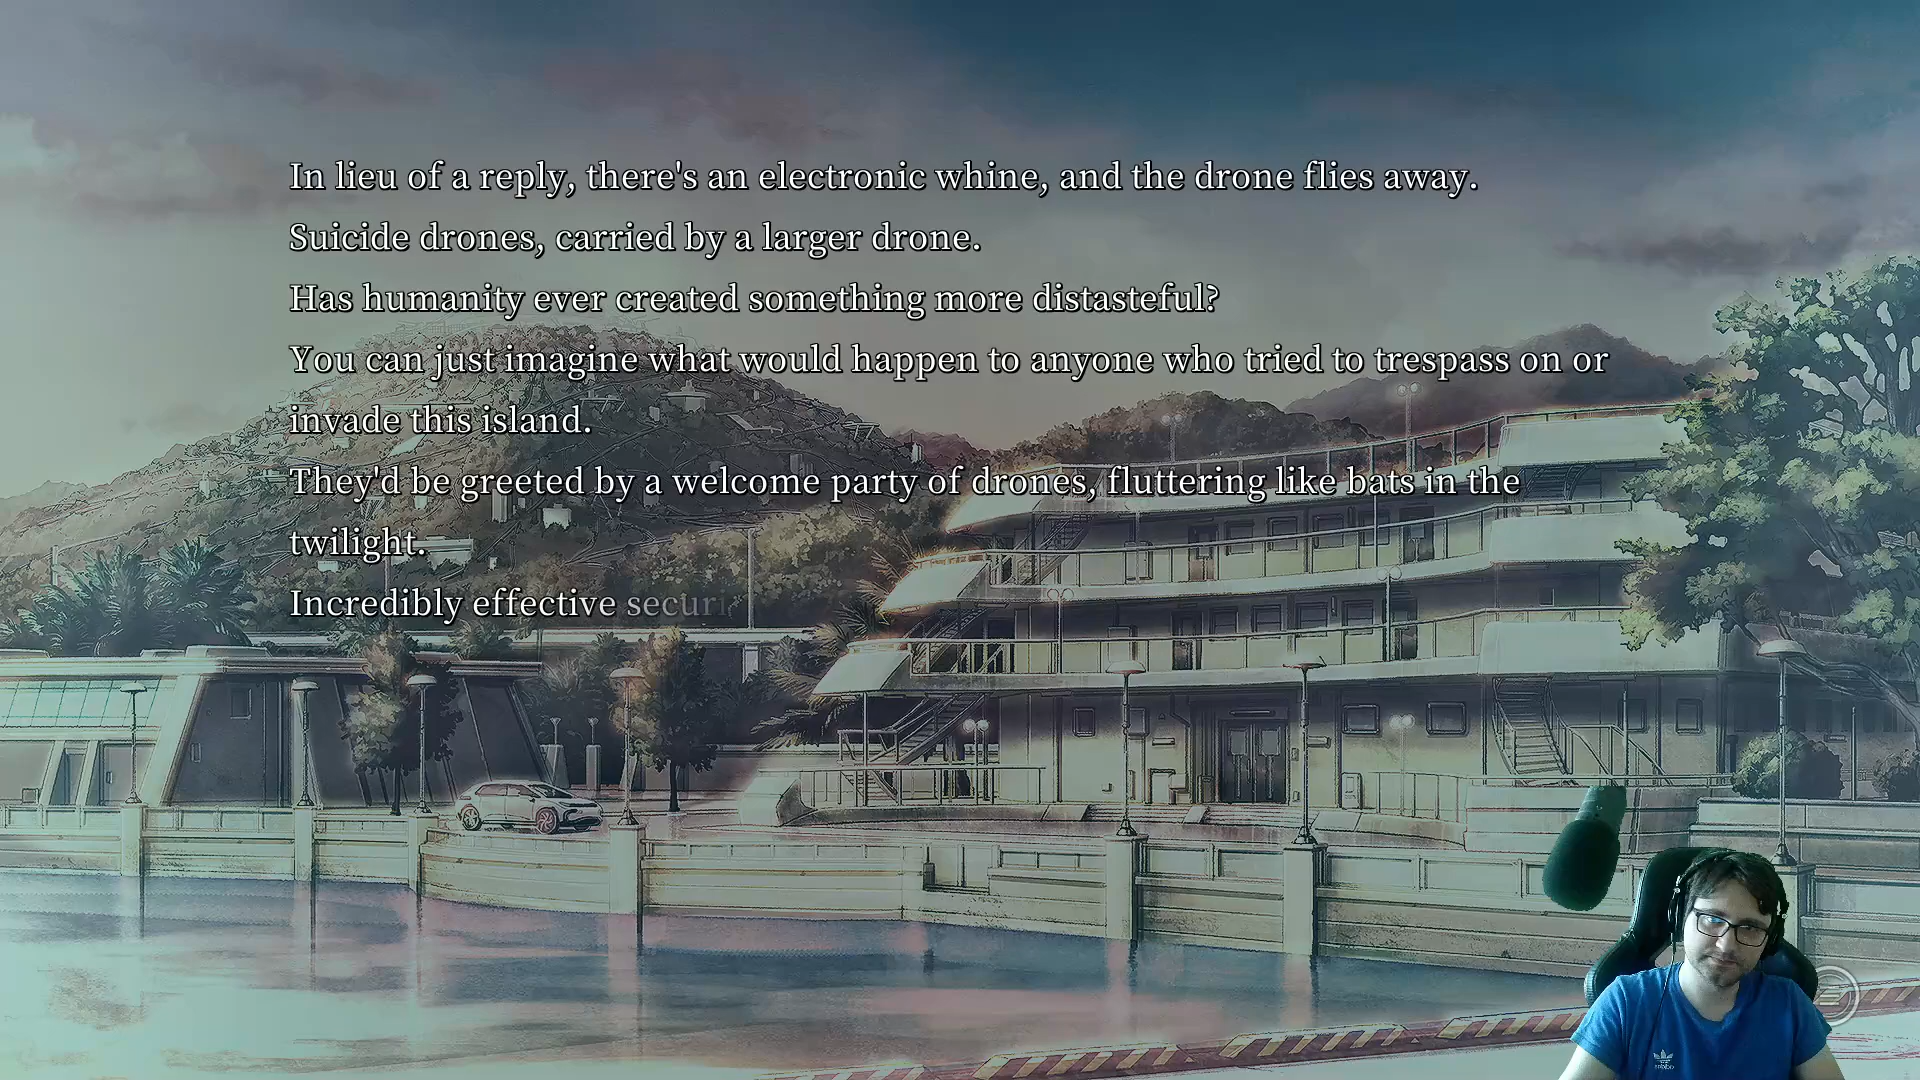 In lieu of a reply, there's an electronic whine, and the drone flies away.
Suicide drones, carried by a larger drone.
Has humanity ever created something more distasteful?
You can just imagine what would happen to anyone who tried to trespass on or
invade this island.
They'd be greeted by a welcome party of drones, fluttering like bats in the
twilight.
Incredibly effective securi